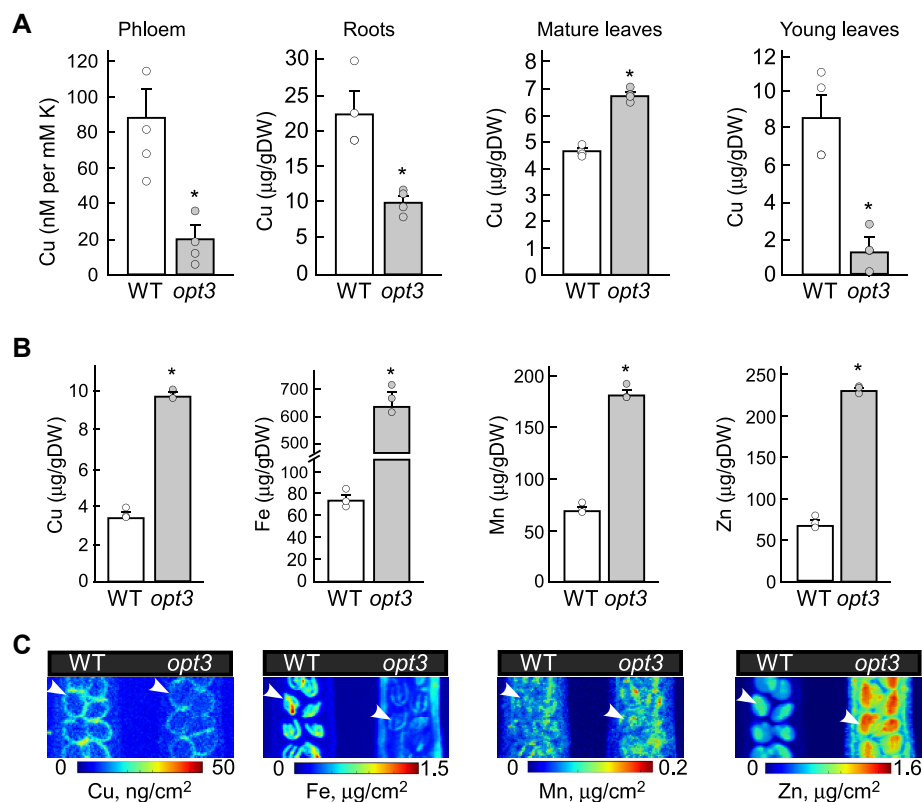 A
Phloem
Roots
Mature leaves
Young leaves
Cu (nM per mM K)
120
100
80
60
40
20
0
WT opt3
*
Cu (µg/gDW)
30
25
20
15
10
5
0
WT opt3
*
Cu (µg/gDW)
8
7
6
5
4
3
2
1
0
WT opt3
*
Cu (µg/gDW)
12
10
8
6
4
2
0
WT opt3
*
B
Cu (µg/gDW)
10
8
6
4
2
0
WT opt3
*
Fe (µg/gDW)
700
600
500
100
80
60
40
20
0
WT opt3
*
Mn (µg/gDW)
200
150
100
50
0
WT opt3
*
Zn (µg/gDW)
250
200
150
100
50
0
WT opt3
*
C
WT opt3
0 50
Cu, ng/cm²
WT opt3
0 1.5
Fe, µg/cm²
WT opt3
0 0.2
Mn, µg/cm²
WT opt3
0 1.6
Zn, µg/cm²